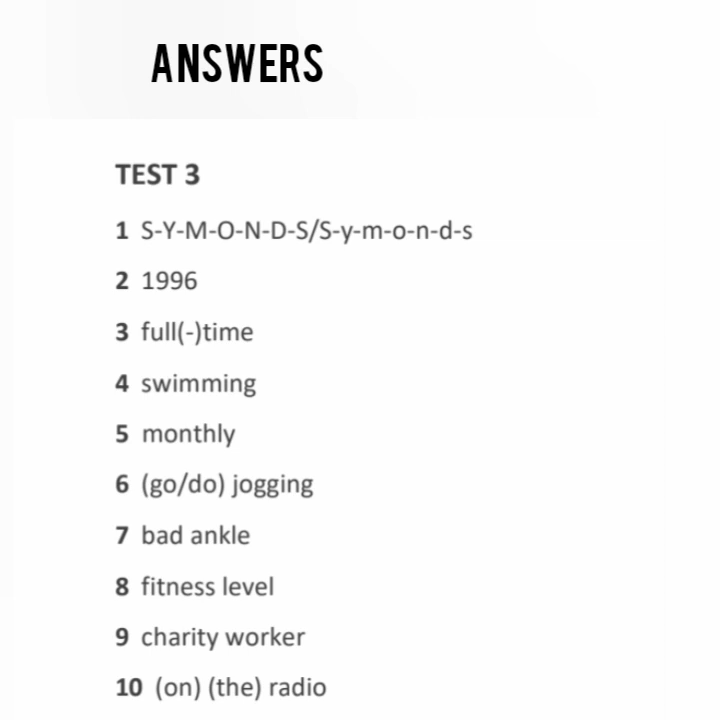 ANSWERS
TEST 3
1 S-Y-M-O-N-D-S/S-y-m-o-n-d-s
2 1996
3 full(-)time
4 swimming
5 monthly
6 (go/do) jogging
7 bad ankle
8 fitness level
9 charity worker
10 (on) (the) radio